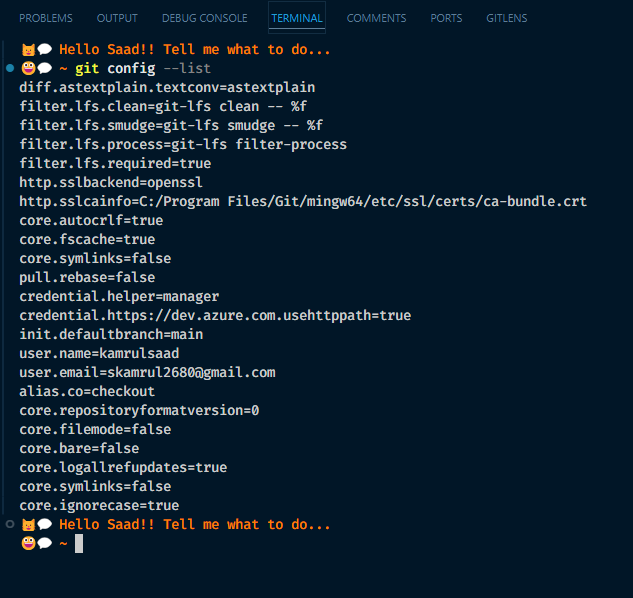 PROBLEMS OUTPUT DEBUG CONSOLE TERMINAL COMMENTS PORTS GITLENS
Hello Saad!! Tell me what to do...
~ git config --list
diff.astextplain.textconv=astextplain
filter.lfs.clean=git-lfs clean -- %f
filter.lfs.smudge=git-lfs smudge -- %f
filter.lfs.process=git-lfs filter-process
filter.lfs.required=true
http.sslbackend=openssl
http.sslcainfo=C:/Program Files/Git/mingw64/etc/ssl/certs/ca-bundle.crt
core.autocrlf=true
core.fscache=true
core.symlinks=false
pull.rebase=false
credential.helper=manager
credential.https://dev.azure.com.usehttppath=true
init.defaultbranch=main
user.name=kamrulsaad
user.email=skamrul2680@gmail.com
alias.co=checkout
core.repositoryformatversion=0
core.filemode=false
core.bare=false
core.logallrefupdates=true
core.symlinks=false
core.ignorecase=true
Hello Saad!! Tell me what to do...
~